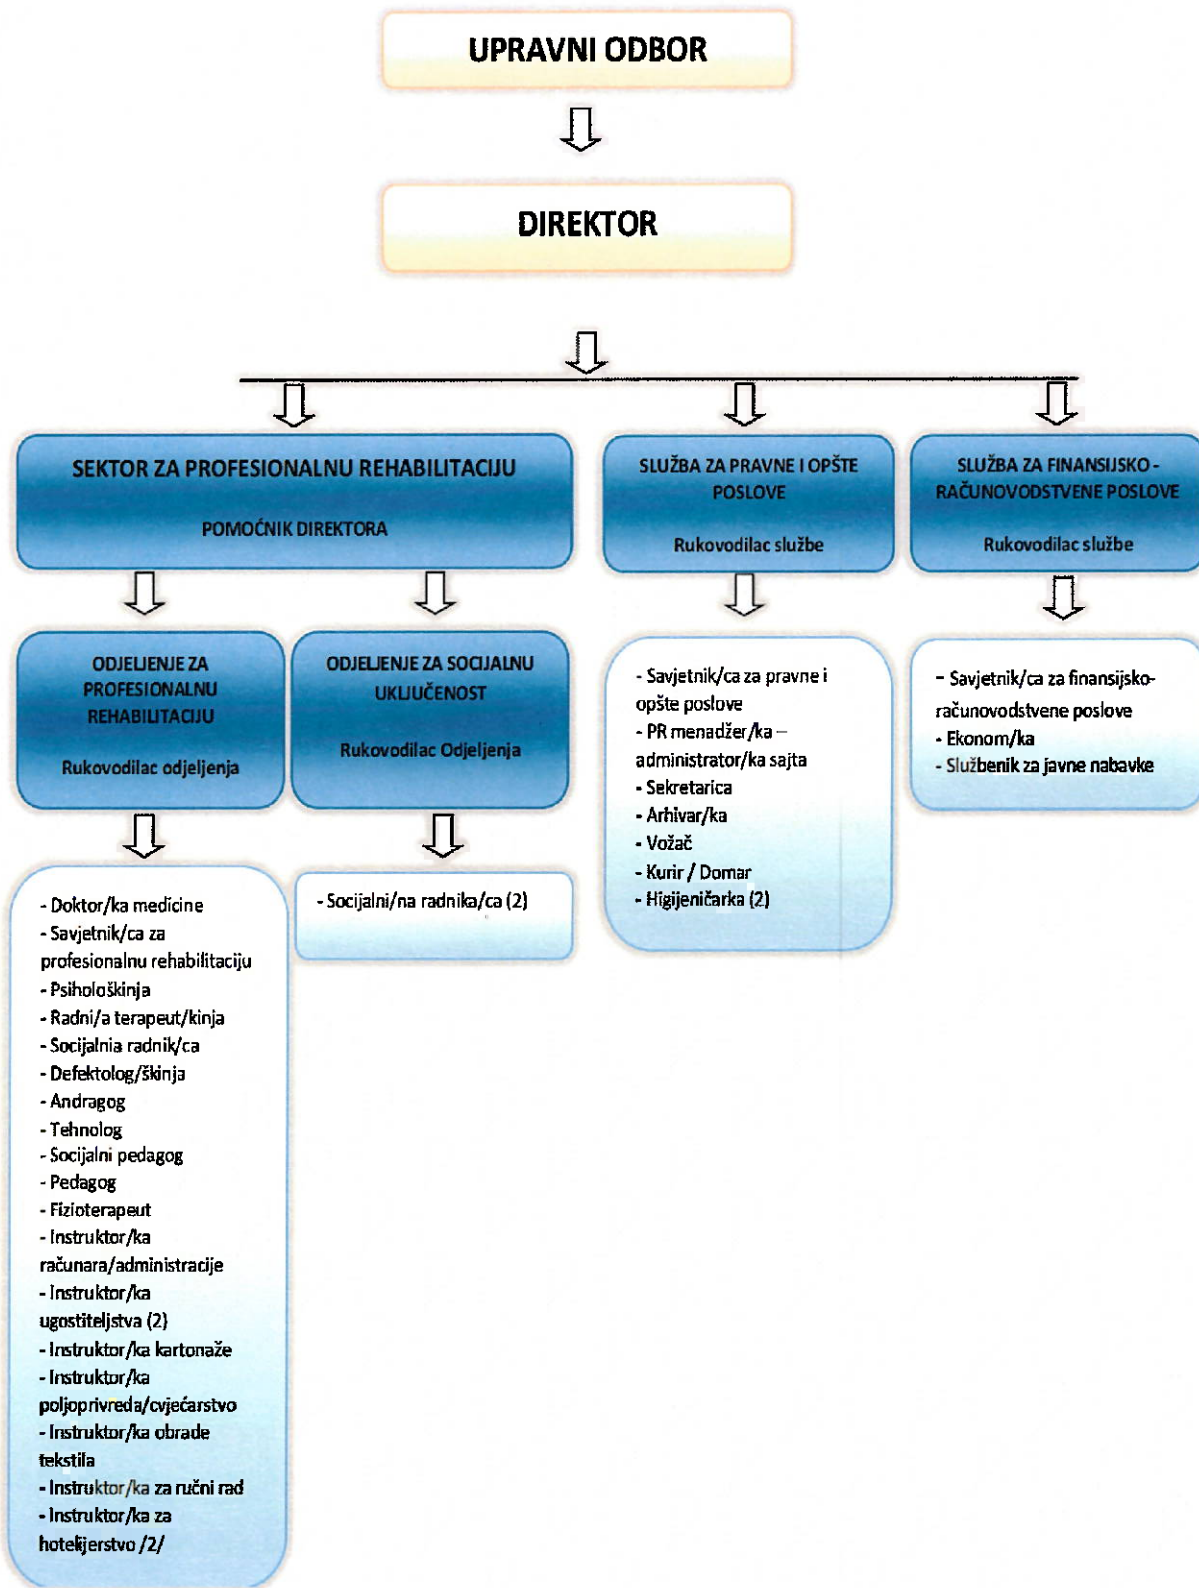 UPRAVNI ODBOR
DIREKTOR
SEKTOR ZA PROFESIONALNU REHABILITACIJU
POMOĆNIK DIREKTORA
SLUŽBA ZA PRAVNE I OPŠTE
POSLOVE
Rukovodilac službe
SLUŽBA ZA FINANSIJSKO -
RAČUNOVODSTVENE POSLOVE
Rukovodilac službe
ODJELJENJE ZA
PROFESIONALNU
REHABILITACIJU
Rukovodilac odjeljenja
ODJELJENJE ZA SOCIJALNU
UKLJUČENOST
Rukovodilac Odjeljenja
- Savjetnik/ca za pravne i
opšte poslove
- PR menadžer/ka –
administrator/ka sajta
- Sekretarica
- Arhivar/ka
- Vožač
- Kurir / Domar
- Higijeničarka (2)
- Savjetnik/ca za finansijsko-
računovodstvene poslove
- Ekonom/ka
- Službenik za javne nabavke
- Doktor/ka medicine
- Savjetnik/ca za
profesionalnu rehabilitaciju
- Psihološkinja
- Radni/a terapeut/kinja
- Socijalnia radnik/ca
- Defektolog/škinja
- Andragog
- Tehnolog
- Socijalni pedagog
- Pedagog
- Fizioterapeut
- Instruktor/ka
računara/administracije
- Instruktor/ka
ugostiteljstva (2)
- Instruktor/ka kartonaže
- Instruktor/ka
poljoprivreda/cvjećarstvo
- Instruktor/ka obrade
tekstila
- Instruktor/ka za ručni rad
- Instruktor/ka za
hotelijerstvo /2/
- Socijalni/na radnika/ca (2)